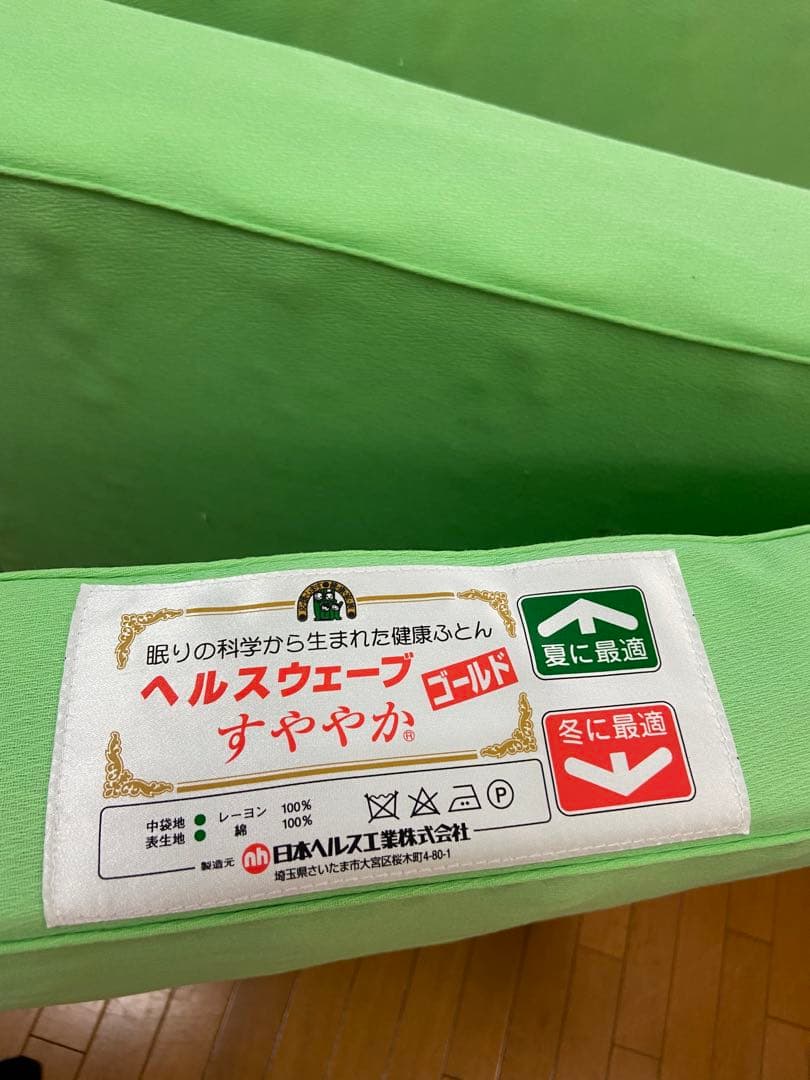 眠りの科学から生まれた健康ふとん
ヘルスウェーブ
ゴールド
すややか®
夏に最適
冬に最適
中袋地 ● レーヨン 100%
表生地 ● 綿 100%
P
製造元 nh 日本ヘルス工業株式会社
埼玉県さいたま市大宮区桜木町4-80-1